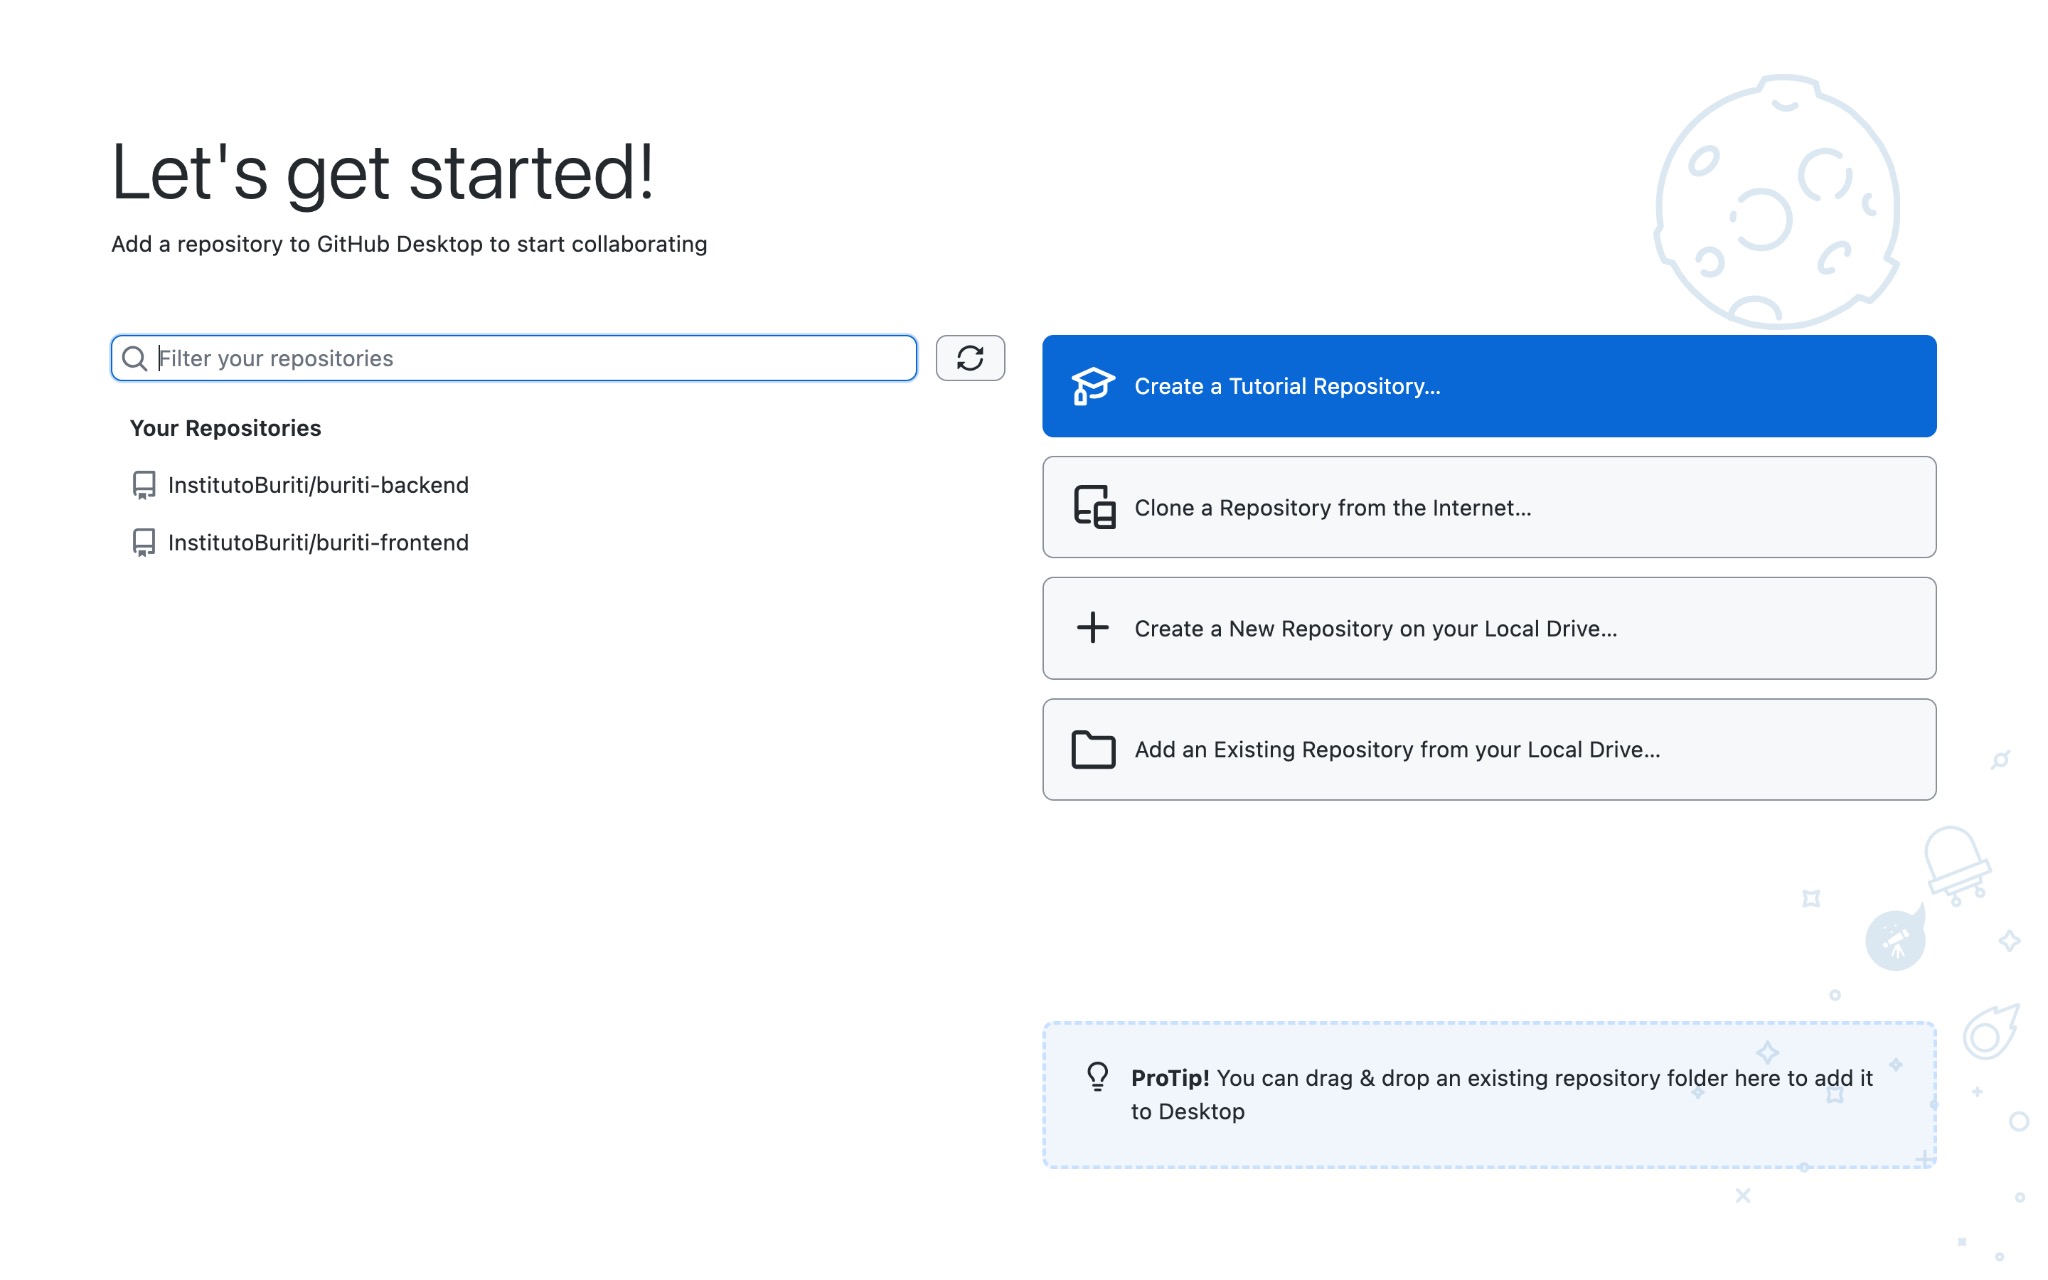 Let's get started!
Add a repository to GitHub Desktop to start collaborating
Filter your repositories
Your Repositories
InstitutoBuriti/buriti-backend
InstitutoBuriti/buriti-frontend
Create a Tutorial Repository...
Clone a Repository from the Internet...
Create a New Repository on your Local Drive...
Add an Existing Repository from your Local Drive...
ProTip! You can drag & drop an existing repository folder here to add it
to Desktop